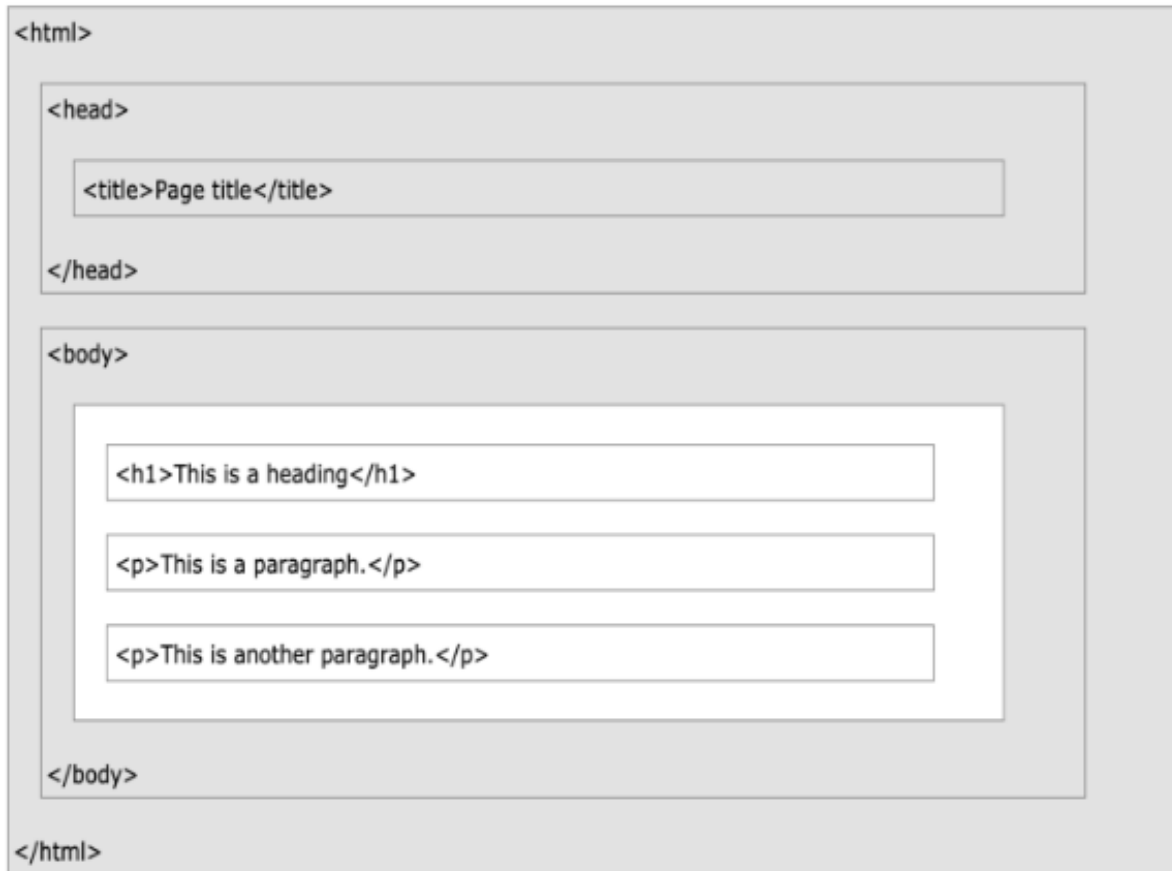 <html>
<head>
<title>Page title</title>
</head>
<body>
<h1>This is a heading</h1>
<p>This is a paragraph.</p>
<p>This is another paragraph.</p>
</body>
</html>